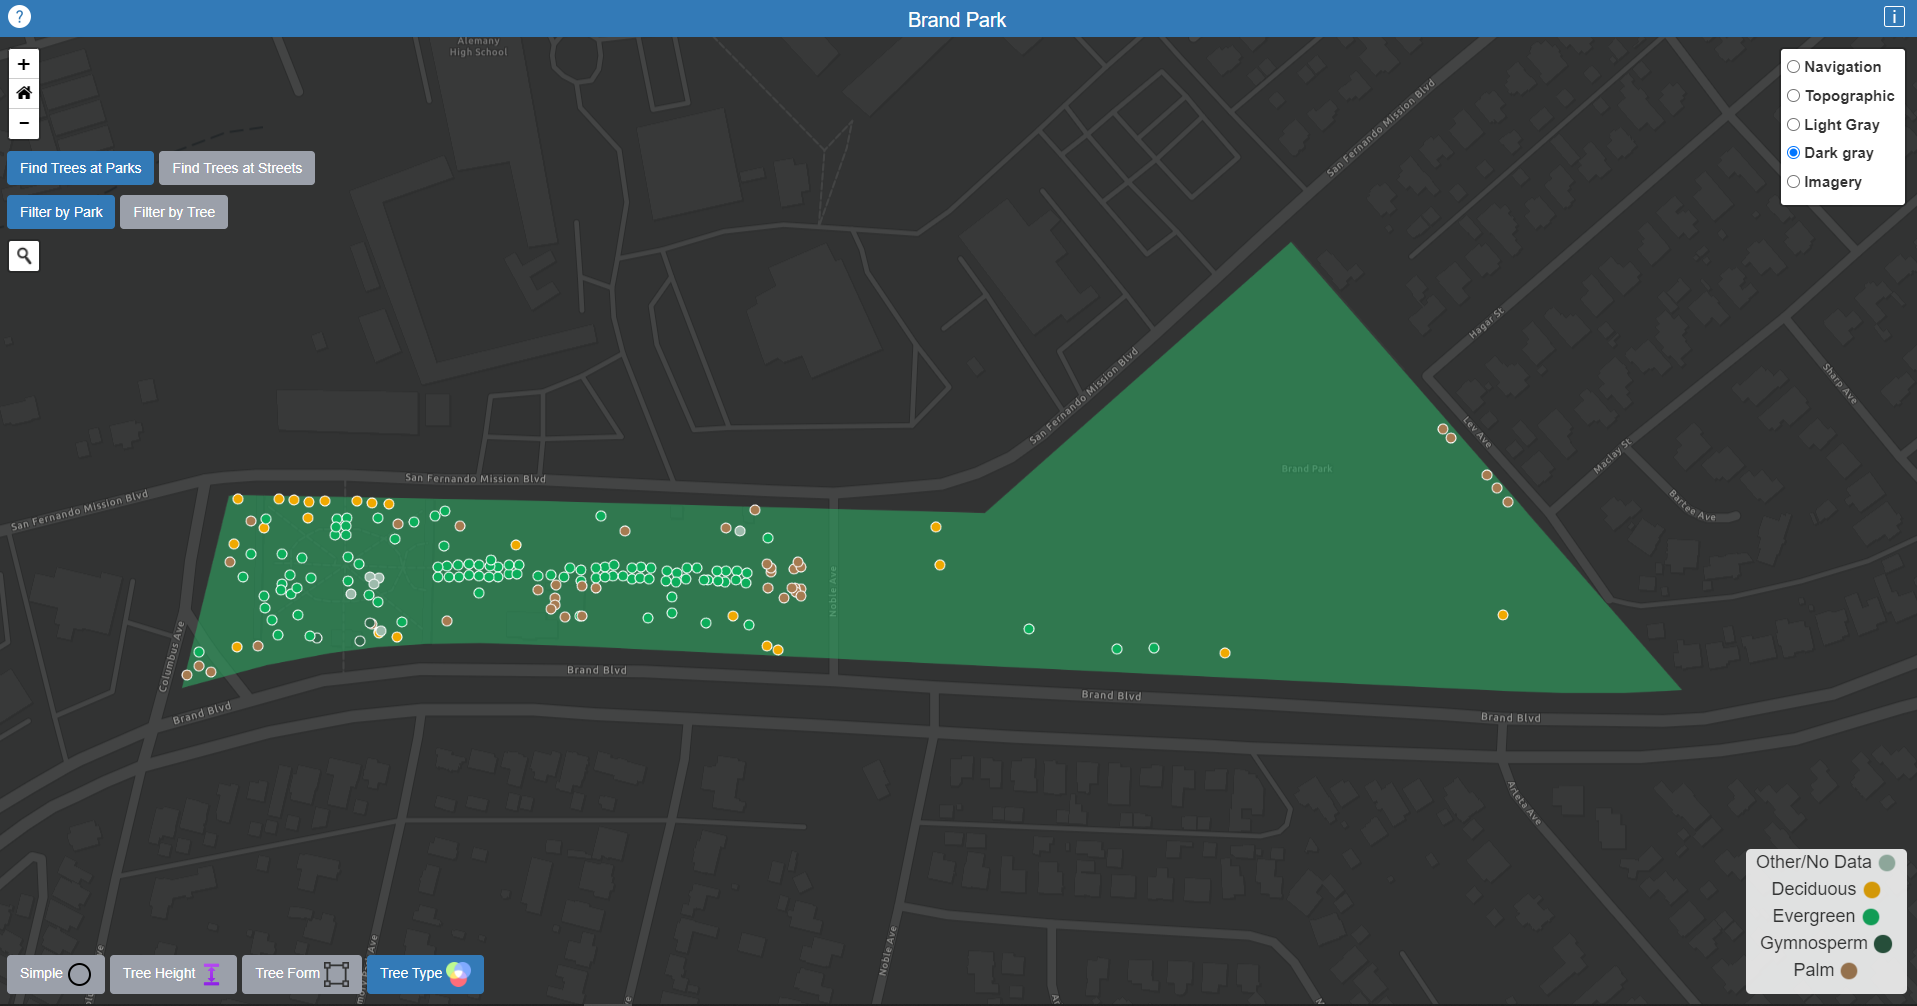 ?
Brand Park
i
Alemany
High School
+
−
Navigation
Topographic
Light Gray
Dark gray
Imagery
Find Trees at Parks
Find Trees at Streets
Filter by Park
Filter by Tree
San Fernando Mission Blvd
Hagar St
San Fernando Mission Blvd
Sharp Ave
Lev Ave
Maclay St
Brand Park
San Fernando Mission Blvd
San Fernando Mission Blvd
Bartee Ave
Noble Ave
Columbus Ave
Brand Blvd
Brand Blvd
Brand Blvd
Brand Blvd
Arleta Ave
Noble Ave
Other/No Data
Deciduous
Evergreen
Gymnosperm
Palm
Simple
Tree Height
Tree Form
Tree Type